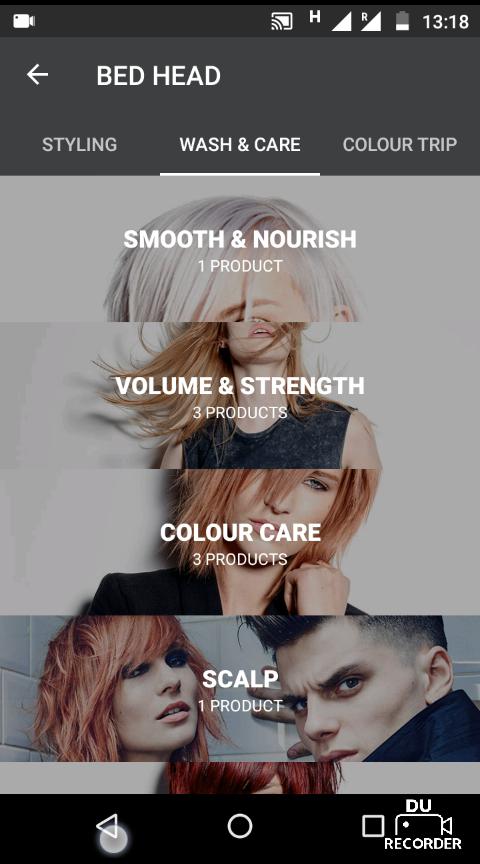 H R 13:18
BED HEAD
STYLING WASH & CARE COLOUR TRIP
SMOOTH & NOURISH
1 PRODUCT
VOLUME & STRENGTH
3 PRODUCTS
COLOUR CARE
3 PRODUCTS
SCALP
1 PRODUCT
DU
RECORDER